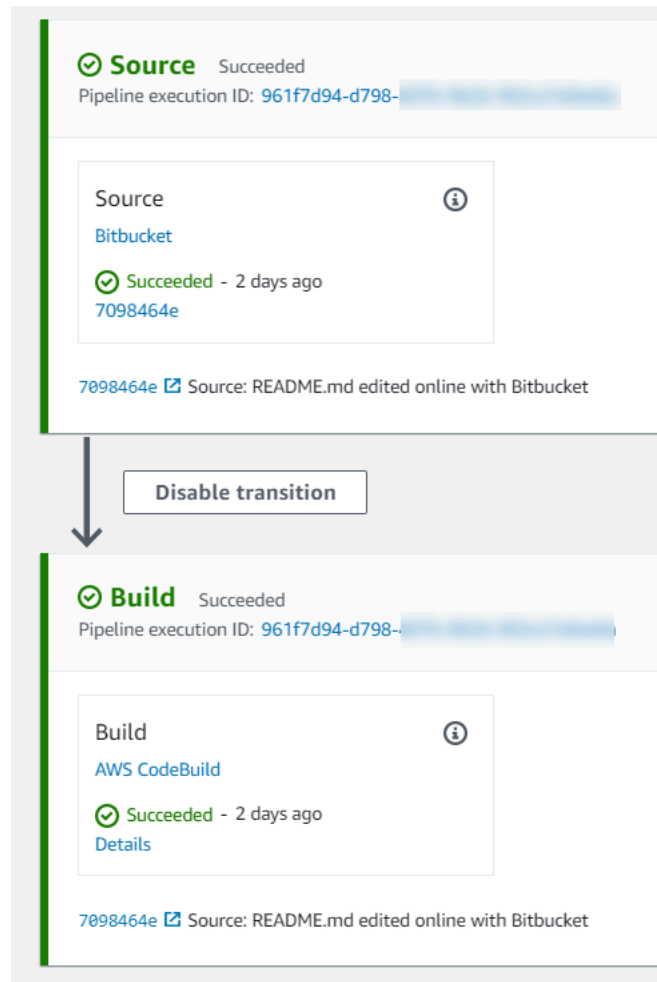 Source Succeeded
Pipeline execution ID: 961f7d94-d798-
Source
Bitbucket
Succeeded - 2 days ago
7098464e
7098464e Source: README.md edited online with Bitbucket
Disable transition
Build Succeeded
Pipeline execution ID: 961f7d94-d798-
Build
AWS CodeBuild
Succeeded - 2 days ago
Details
7098464e Source: README.md edited online with Bitbucket